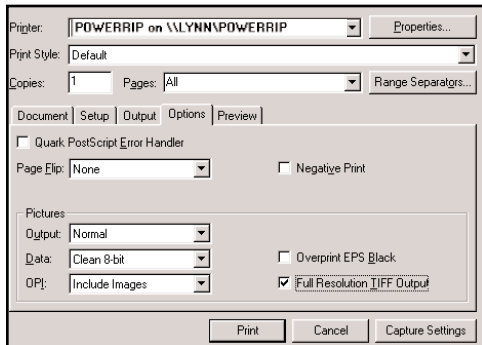 Printer: POWERRIP on \\LYNN\POWERRIP Properties...
Print Style: Default
Copies: 1 Pages: All Range Separators...
Document Setup Output Options Preview
Quark PostScript Error Handler
Page Flip: None Negative Print
Pictures
Output: Normal
Data: Clean 8-bit Overprint EPS Black
OPI: Include Images Full Resolution TIFF Output
Print Cancel Capture Settings